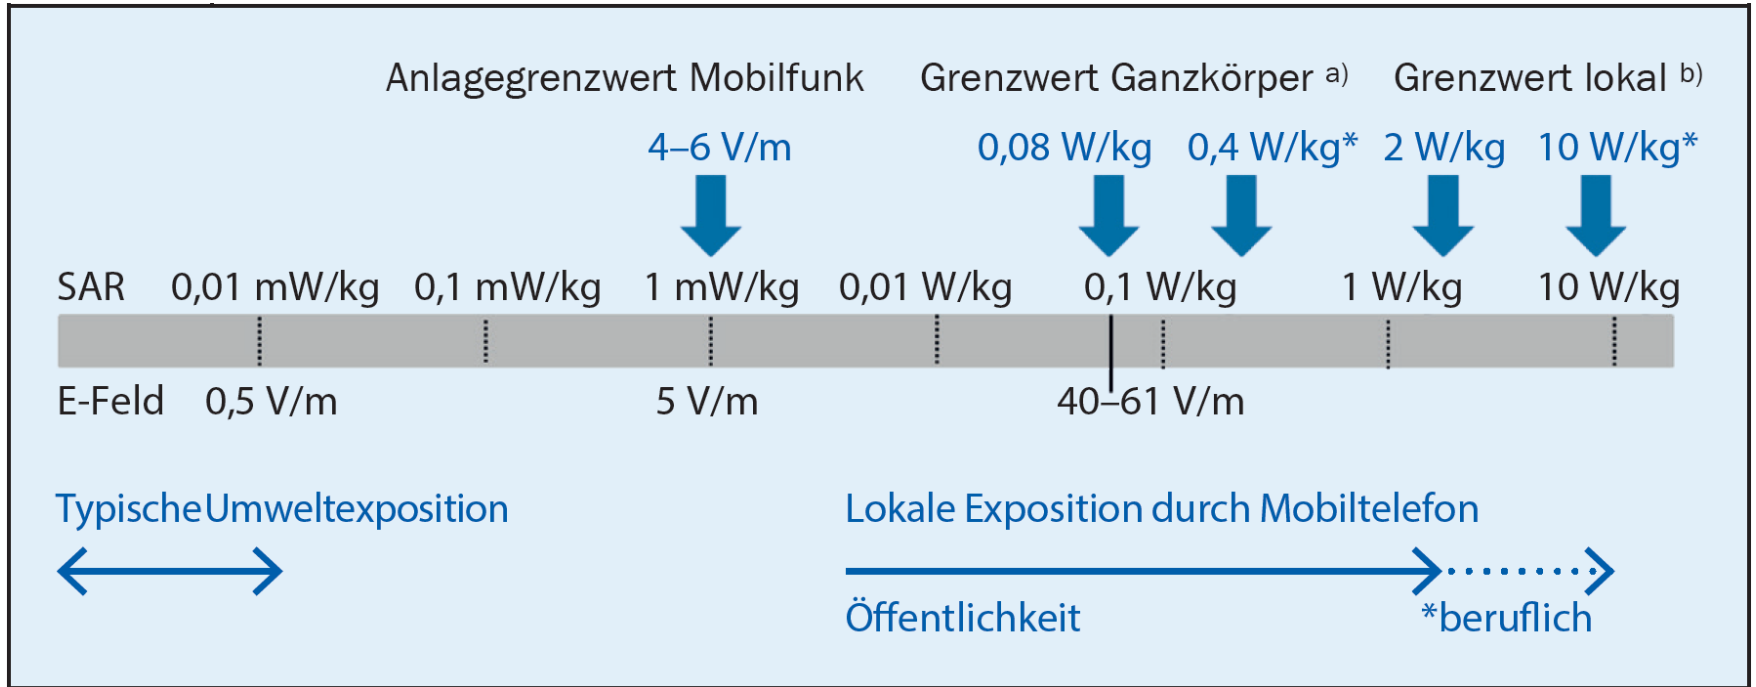 Anlagegrenzwert Mobilfunk Grenzwert Ganzkörper a) Grenzwert lokal b)
4–6 V/m 0,08 W/kg 0,4 W/kg* 2 W/kg 10 W/kg*
SAR 0,01 mW/kg 0,1 mW/kg 1 mW/kg 0,01 W/kg 0,1 W/kg 1 W/kg 10 W/kg
E-Feld 0,5 V/m 5 V/m 40–61 V/m
Typische Umweltexposition Lokale Exposition durch Mobiltelefon
Öffentlichkeit *beruflich